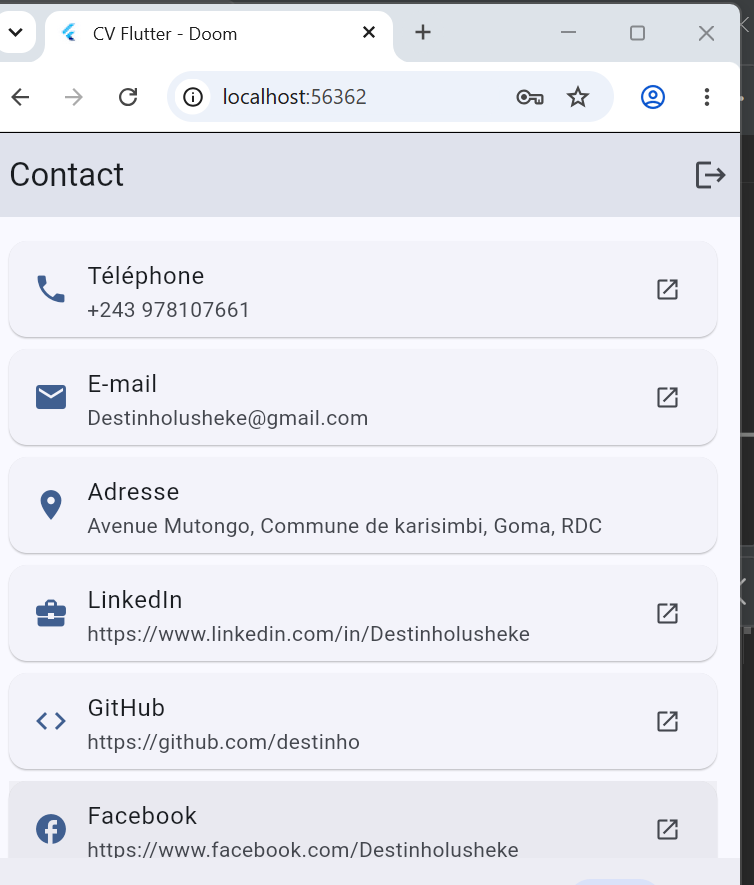 CV Flutter - Doom
localhost:56362
Contact
Téléphone
+243 978107661
E-mail
Destinholusheke@gmail.com
Adresse
Avenue Mutongo, Commune de karisimbi, Goma, RDC
LinkedIn
https://www.linkedin.com/in/Destinholusheke
GitHub
https://github.com/destinho
Facebook
https://www.facebook.com/Destinholusheke